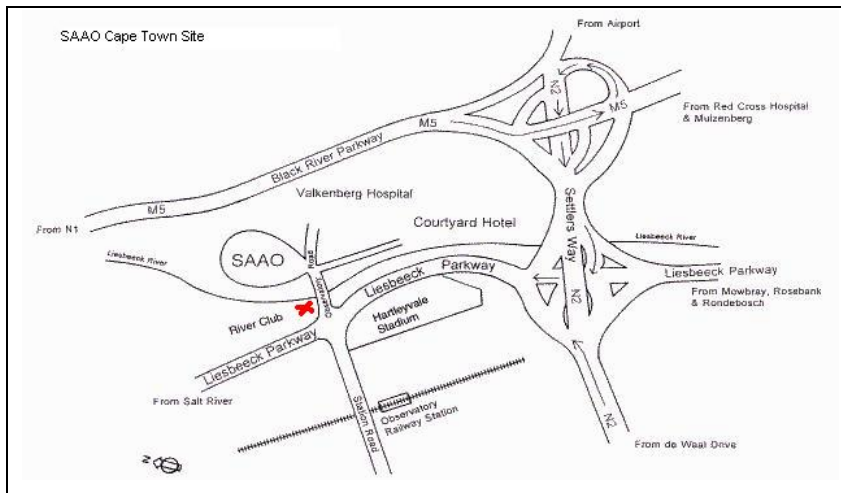 SAAO Cape Town Site
From Airport
N2
M5
From Red Cross Hospital
& Muizenberg
M5
Black River Parkway
Valkenberg Hospital
M5
From N1
Settlers Way
Courtyard Hotel
Liesbeeck River
Liesbeeck River
SAAO
Road
Observatory
Liesbeeck Parkway
Liesbeeck Parkway
From Mowbray, Rosebank
& Rondebosch
N2
Hartleyvale
Stadium
River Club
Liesbeeck Parkway
From Salt River
Station Road
Observatory
Railway Station
N2
From de Waal Drive
N